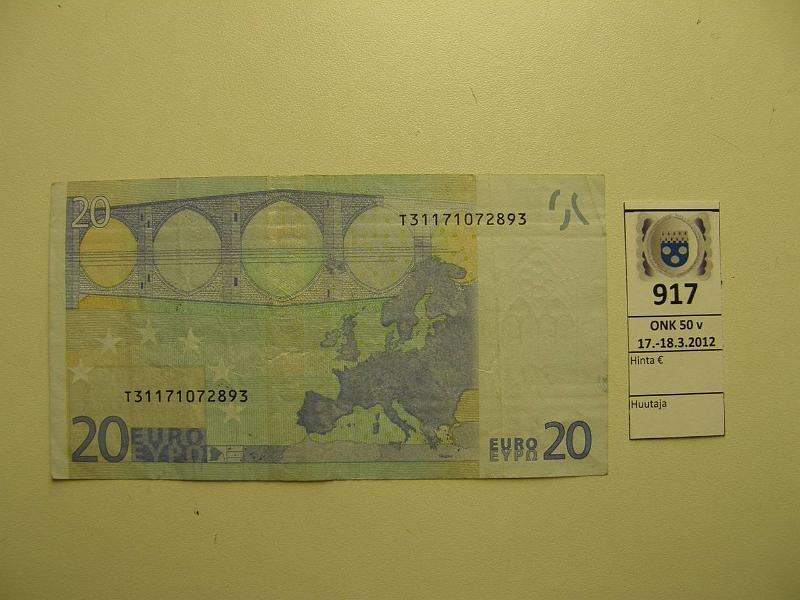 20
T31171072893
T31171072893
20 EURO
ΕΥΡΩ
EURO 20
ΕΥΡΩ
917
ONK 50 v
17.-18.3.2012
Hinta €
Huutaja